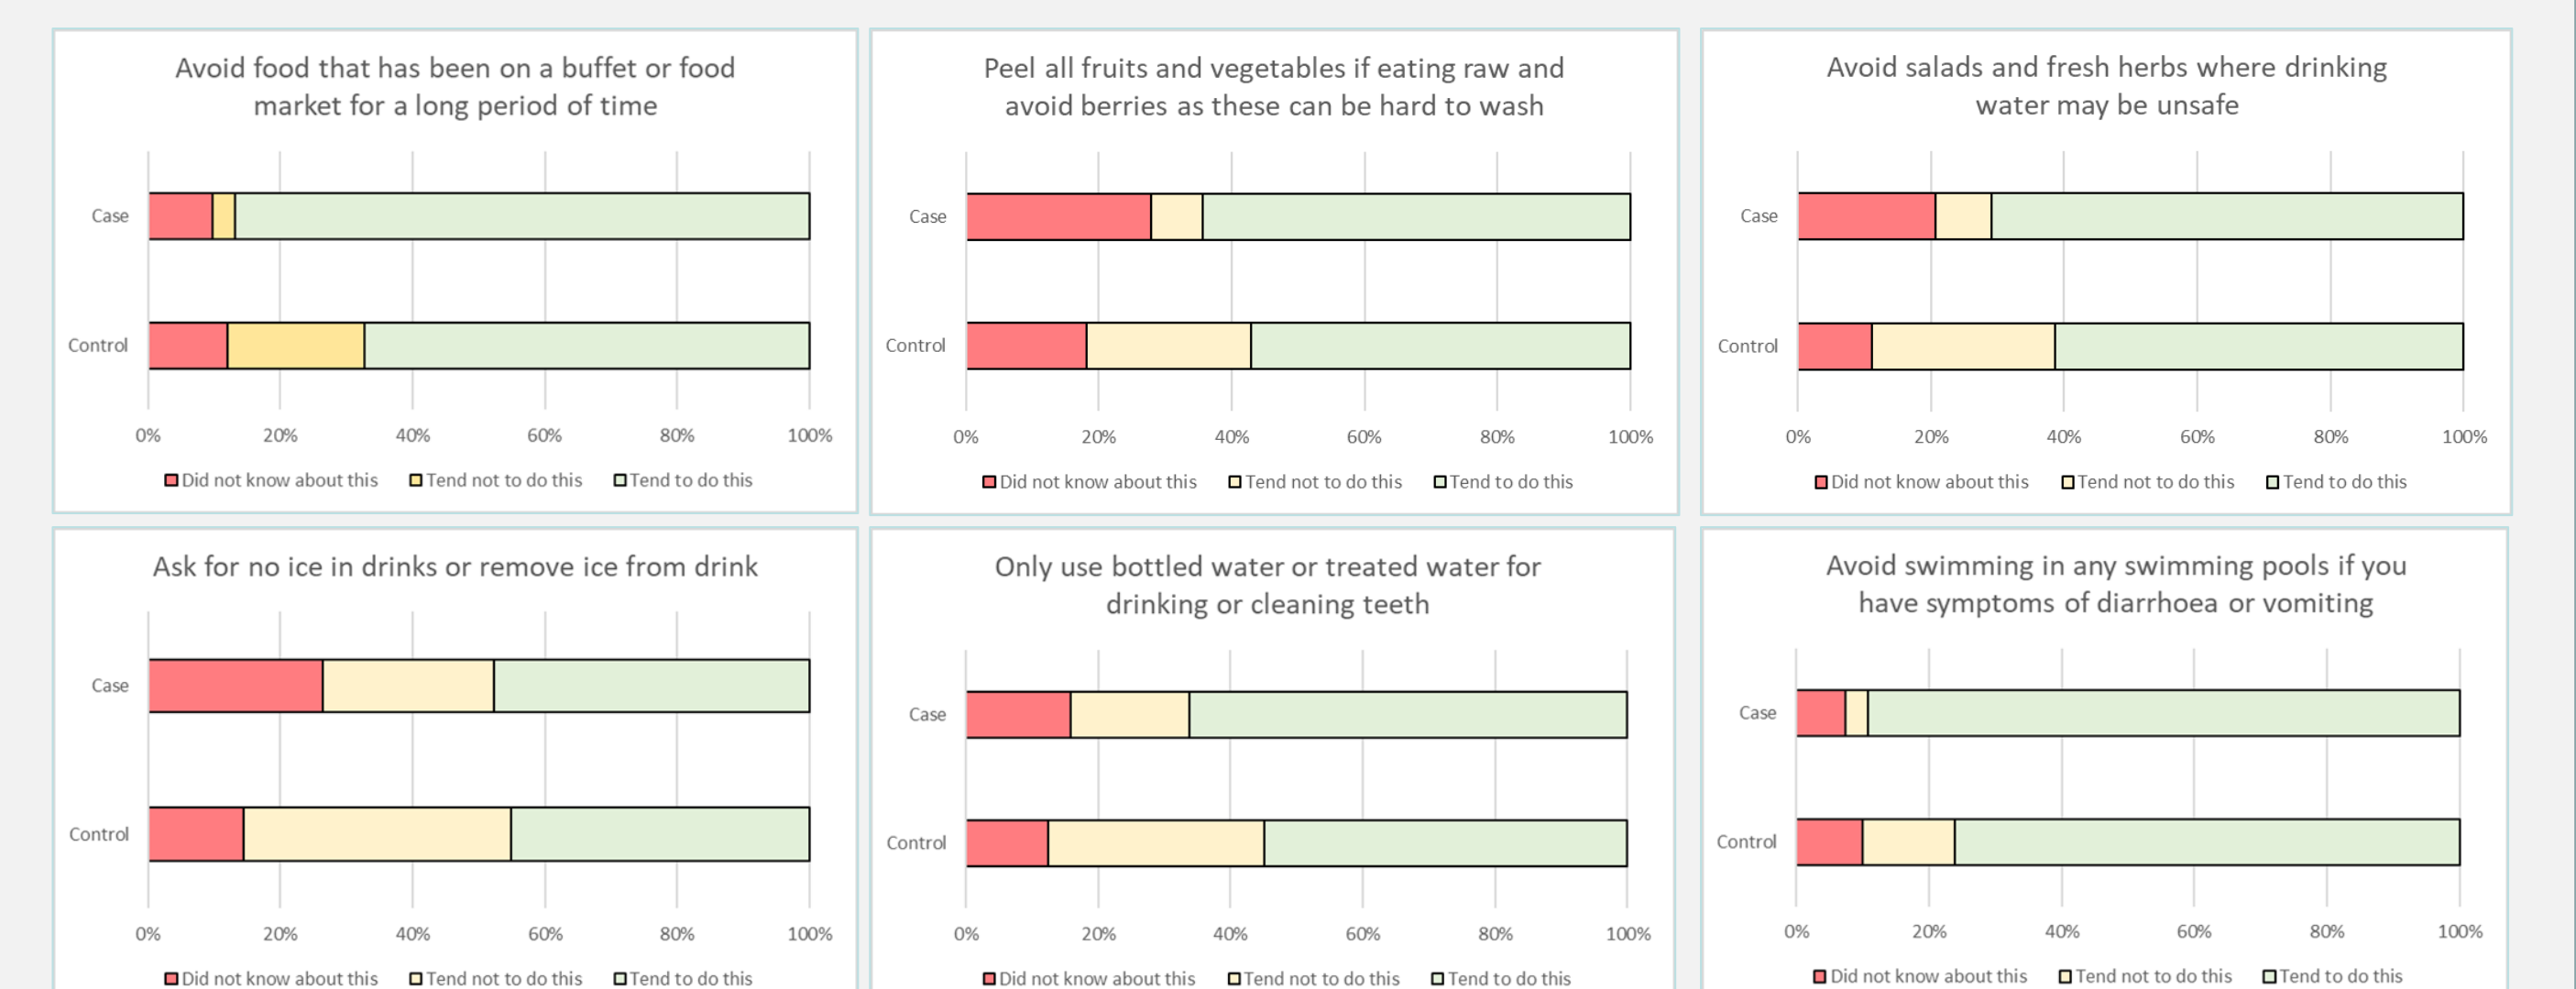 Avoid food that has been on a buffet or food
market for a long period of time
Case
Control
0% 20% 40% 60% 80% 100%
Did not know about this Tend not to do this Tend to do this
Peel all fruits and vegetables if eating raw and
avoid berries as these can be hard to wash
Case
Control
0% 20% 40% 60% 80% 100%
Did not know about this Tend not to do this Tend to do this
Avoid salads and fresh herbs where drinking
water may be unsafe
Case
Control
0% 20% 40% 60% 80% 100%
Did not know about this Tend not to do this Tend to do this
Ask for no ice in drinks or remove ice from drink
Case
Control
0% 20% 40% 60% 80% 100%
Did not know about this Tend not to do this Tend to do this
Only use bottled water or treated water for
drinking or cleaning teeth
Case
Control
0% 20% 40% 60% 80% 100%
Did not know about this Tend not to do this Tend to do this
Avoid swimming in any swimming pools if you
have symptoms of diarrhoea or vomiting
Case
Control
0% 20% 40% 60% 80% 100%
Did not know about this Tend not to do this Tend to do this